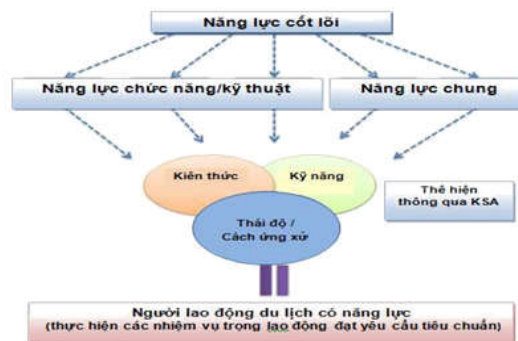 Năng lực cốt lõi
Năng lực chức năng/kỹ thuật
Năng lực chung
Kiên thức
Kỹ năng
Thể hiện
thông qua KSA
Thái độ /
Cách ứng xử
Người lao động du lịch có năng lực
(thực hiện các nhiệm vụ trọng lao động đạt yêu cầu tiêu chuẩn)